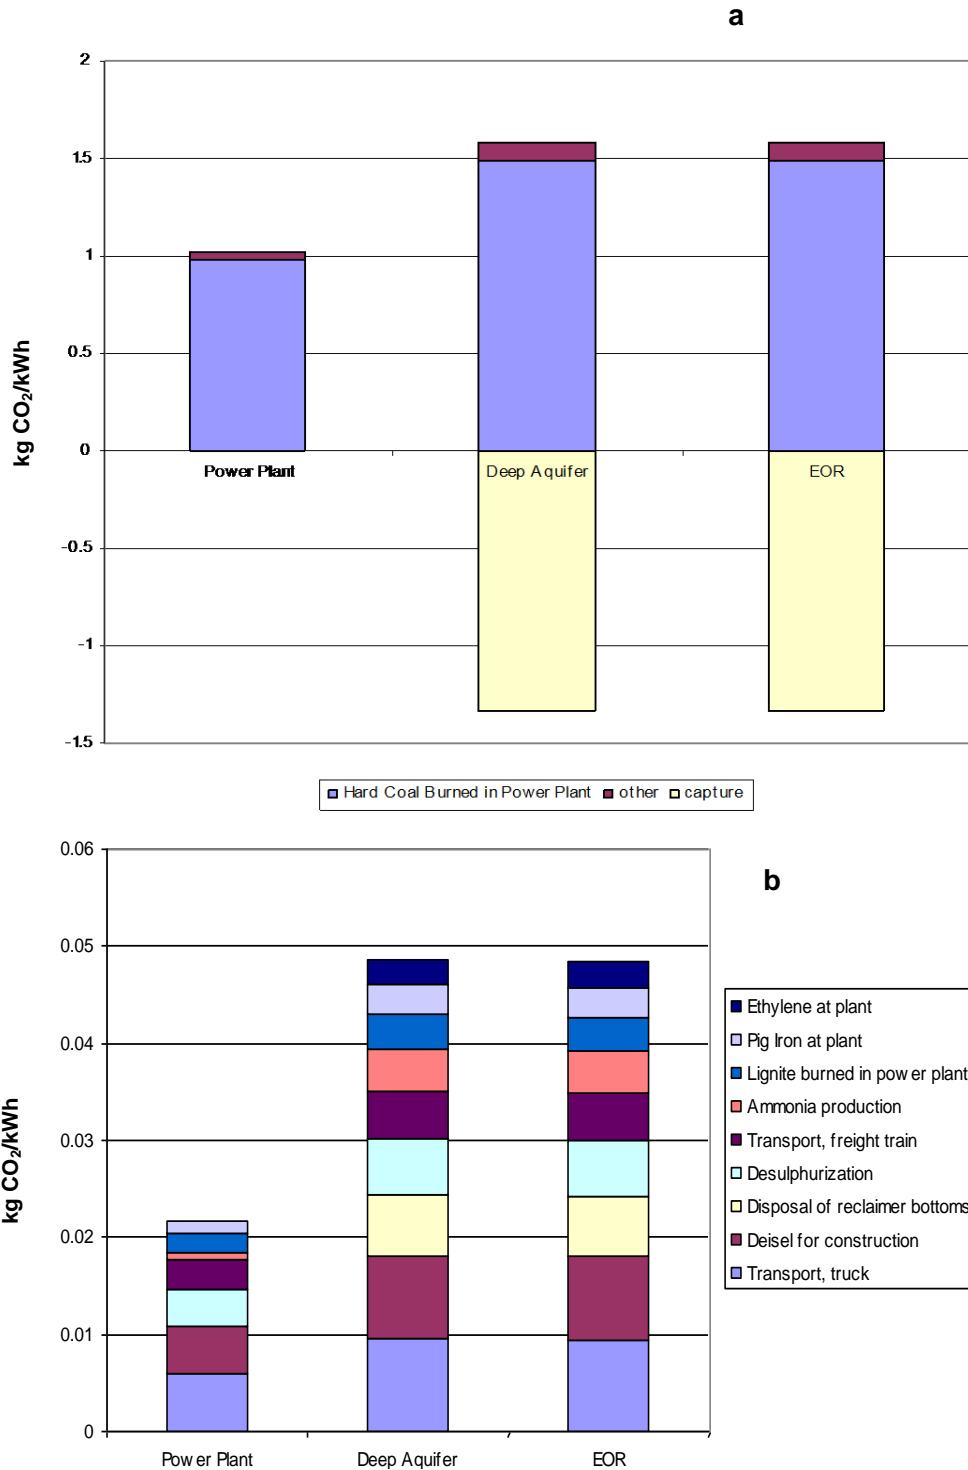 a
2
1.5
1
0.5
0
-0.5
-1
-1.5
kg CO₂/kWh
Power Plant
Deep Aquifer
EOR
Hard Coal Burned in Power Plant
other
capture
b
0.06
0.05
0.04
0.03
0.02
0.01
0
kg CO₂/kWh
Power Plant
Deep Aquifer
EOR
Ethylene at plant
Pig Iron at plant
Lignite burned in power plant
Ammonia production
Transport, freight train
Desulphurization
Disposal of reclaimer bottoms
Deisel for construction
Transport, truck